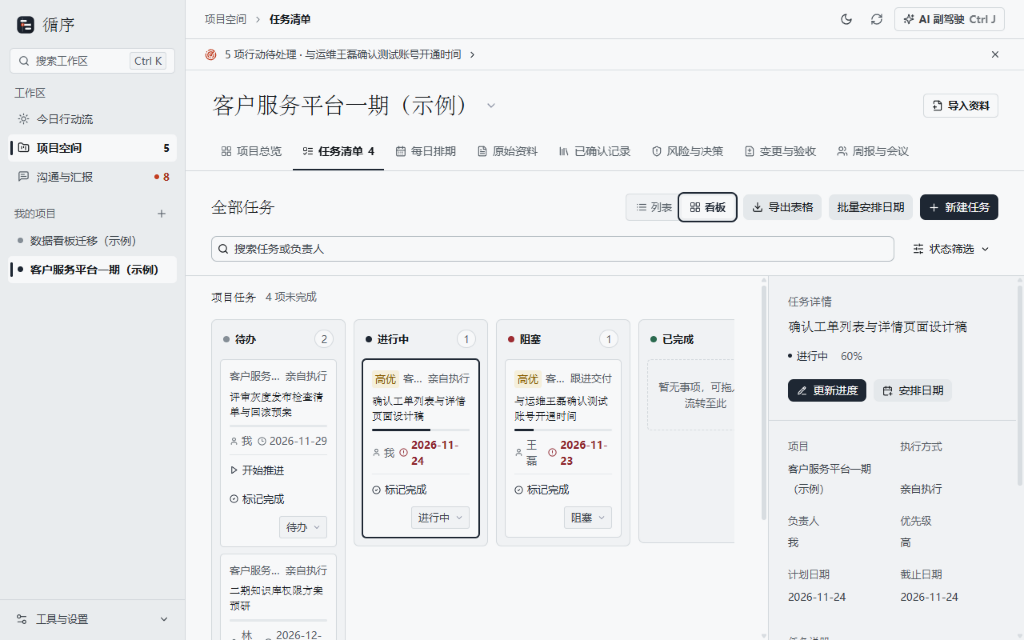 循序
搜索工作区 Ctrl K
工作区
今日行动流
项目空间 5
沟通与汇报 8
我的项目
数据看板迁移（示例）
客户服务平台一期（示例）
工具与设置
项目空间 任务清单
AI 副驾驶 Ctrl J
5 项行动待处理 · 与运维王磊确认测试账号开通时间
客户服务平台一期（示例）
导入资料
项目总览 任务清单 4 每日排期 原始资料 已确认记录 风险与决策 变更与验收 周报与会议
全部任务
列表 看板 导出表格 批量安排日期 新建任务
搜索任务或负责人
状态筛选
项目任务 4 项未完成
待办 2
客户服务... 亲自执行
评审灰度发布检查清
单与回滚预案
我 2026-11-29
开始推进
标记完成
待办
客户服务... 亲自执行
二期知识库权限方案
预研
林 2026-12-
进行中 1
高优 客... 亲自执行
确认工单列表与详情
页面设计稿
我 2026-11-
24
标记完成
进行中
阻塞 1
高优 客... 跟进交付
与运维王磊确认测试
账号开通时间
王
磊
2026-11-
23
标记完成
阻塞
已完成
暂无事项，可拖
流转至此
任务详情
确认工单列表与详情页面设计稿
进行中 60%
更新进度 安排日期
项目 执行方式
客户服务平台一期
（示例） 亲自执行
负责人 优先级
我 高
计划日期 截止日期
2026-11-24 2026-11-24